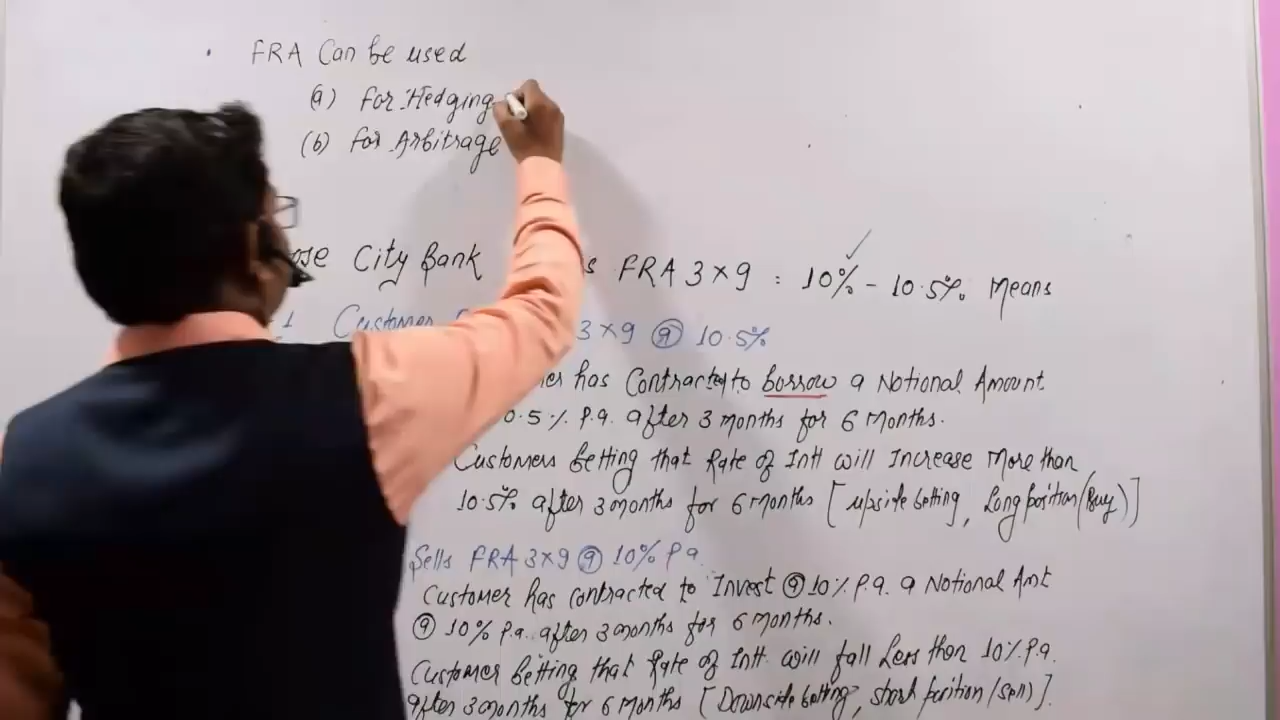 · FRA Can be used
(a) for Hedging
(b) for Arbitrage
City Bank FRA 3×9 : 10% - 10.5% Means
1 Customer 3×9 @ 10.5%
has Contracted to borrow a Notional Amount
0.5% P.a. after 3 months for 6 Months.
Customers betting that Rate of Intt will Increase More than
10.5% after 3 months for 6 months [upside betting, Long position/(Buy)]
Sells FRA 3×9 @ 10% P.a.
Customer has contracted to Invest @ 10% P.a. a Notional Amt
@ 10% P.a. after 3 months for 6 months.
Customer betting that Rate of Intt. will fall Less than 10% P.a.
after 3 months for 6 Months [Downside betting, short position/(sell)].